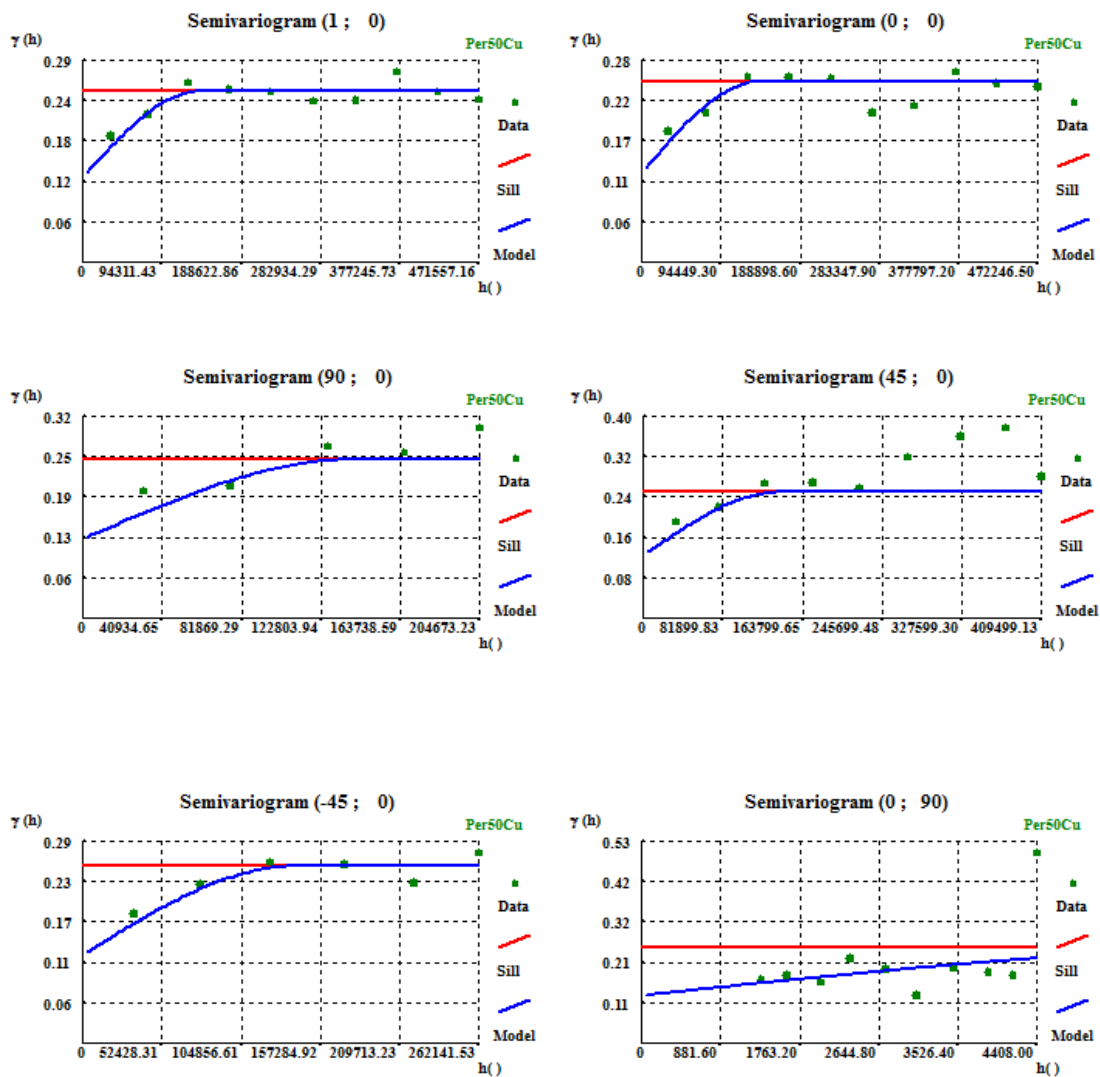 Semivariogram (1 ; 0)
γ (h)
Per50Cu
0.29
0.24
0.18
0.12
0.06
Data
Sill
Model
0 94311.43 188622.86 282934.29 377245.73 471557.16
h( )
Semivariogram (0 ; 0)
γ (h)
Per50Cu
0.28
0.22
0.17
0.11
0.06
Data
Sill
Model
0 94449.30 188898.60 283347.90 377797.20 472246.50
h( )
Semivariogram (90 ; 0)
γ (h)
Per50Cu
0.32
0.25
0.19
0.13
0.06
Data
Sill
Model
0 40934.65 81869.29 122803.94 163738.59 204673.23
h( )
Semivariogram (45 ; 0)
γ (h)
Per50Cu
0.40
0.32
0.24
0.16
0.08
Data
Sill
Model
0 81899.83 163799.65 245699.48 327599.30 409499.13
h( )
Semivariogram (-45 ; 0)
γ (h)
Per50Cu
0.29
0.23
0.17
0.11
0.06
Data
Sill
Model
0 52428.31 104856.61 157284.92 209713.23 262141.53
h( )
Semivariogram (0 ; 90)
γ (h)
Per50Cu
0.53
0.42
0.32
0.21
0.11
Data
Sill
Model
0 881.60 1763.20 2644.80 3526.40 4408.00
h( )